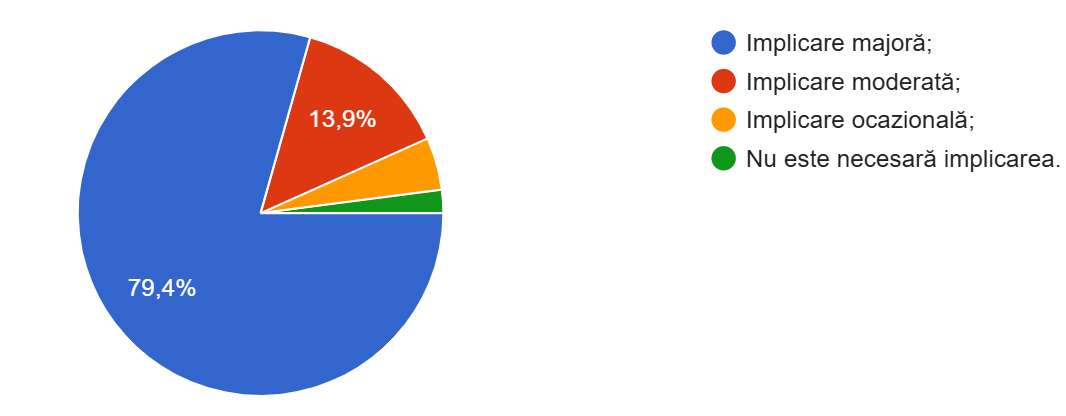 Implicare majoră;
Implicare moderată;
13,9%
Implicare ocazională;
Nu este necesară implicarea.
79,4%